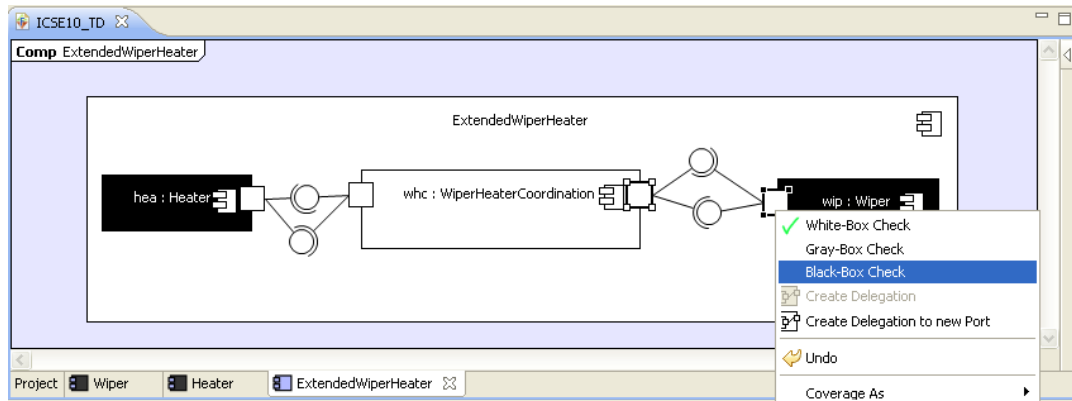 ICSE10_TD
Comp ExtendedWiperHeater
ExtendedWiperHeater
hea : Heater
whc : WiperHeaterCoordination
wip : Wiper
White-Box Check
Gray-Box Check
Black-Box Check
Create Delegation
Create Delegation to new Port
Undo
Coverage As
Project Wiper Heater ExtendedWiperHeater